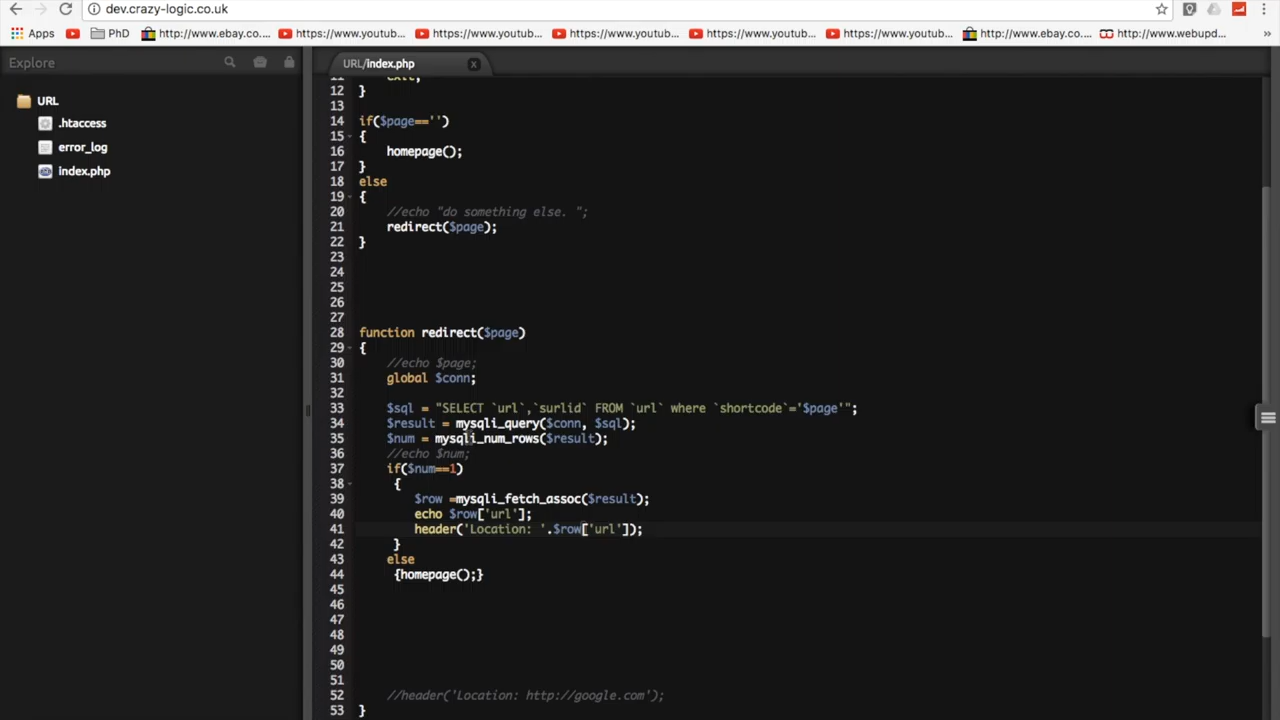 dev.crazy-logic.co.uk
Apps PhD http://www.ebay.co... https://www.youtub... https://www.youtub... https://www.youtub... https://www.youtub... https://www.youtub... http://www.ebay.co... http://www.webupd... »
Explore
URL/index.php x
URL
.htaccess
error_log
index.php
11 exit;
12 }
13
14 if($page=='')
15 {
16 homepage();
17 }
18 else
19 {
20 //echo "do something else. ";
21 redirect($page);
22 }
23
24
25
26
27
28 function redirect($page)
29 {
30 //echo $page;
31 global $conn;
32
33 $sql = "SELECT `url`,`surlid` FROM `url` where `shortcode`='$page'";
34 $result = mysqli_query($conn, $sql);
35 $num = mysqli_num_rows($result);
36 //echo $num;
37 if($num==1)
38 {
39 $row =mysqli_fetch_assoc($result);
40 echo $row['url'];
41 header('Location: '.$row['url']);
42 }
43 else
44 {homepage();}
45
46
47
48
49
50
51
52 //header('Location: http://google.com');
53 }